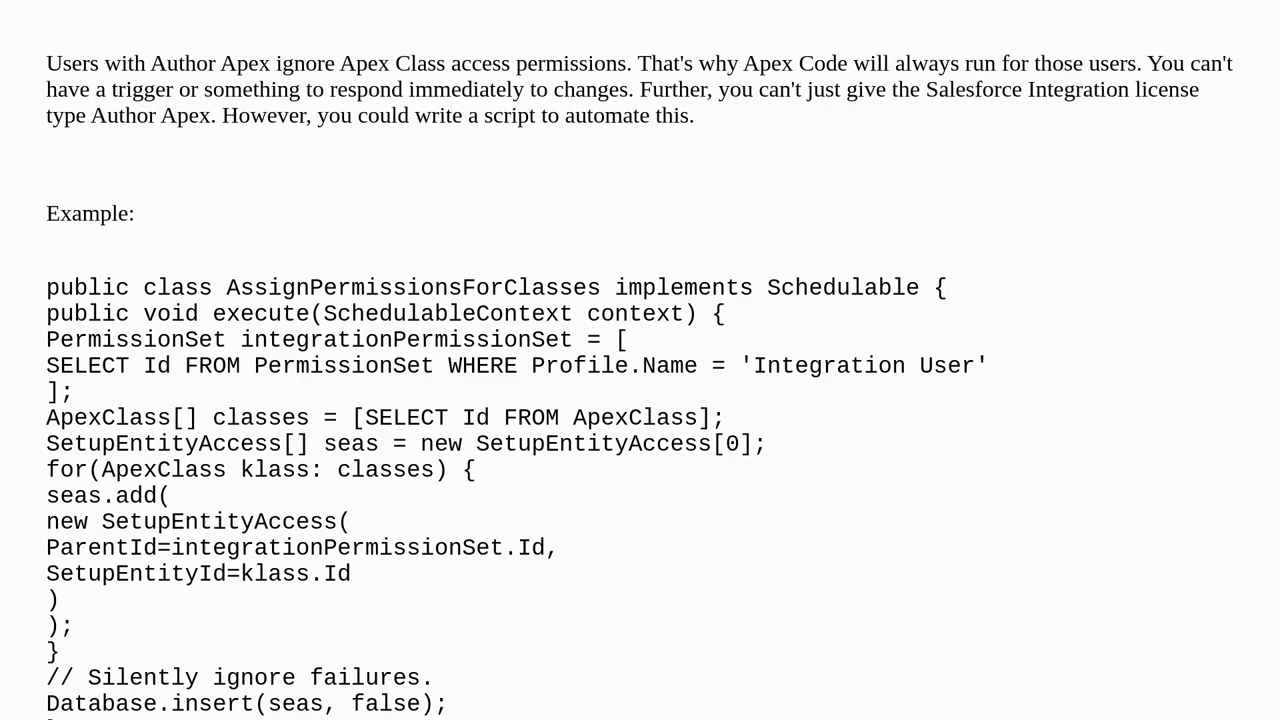 Users with Author Apex ignore Apex Class access permissions. That's why Apex Code will always run for those users. You can't
have a trigger or something to respond immediately to changes. Further, you can't just give the Salesforce Integration license
type Author Apex. However, you could write a script to automate this.
Example:
public class AssignPermissionsForClasses implements Schedulable {
public void execute(SchedulableContext context) {
PermissionSet integrationPermissionSet = [
SELECT Id FROM PermissionSet WHERE Profile.Name = 'Integration User'
];
ApexClass[] classes = [SELECT Id FROM ApexClass];
SetupEntityAccess[] seas = new SetupEntityAccess[0];
for(ApexClass klass: classes) {
seas.add(
new SetupEntityAccess(
ParentId=integrationPermissionSet.Id,
SetupEntityId=klass.Id
)
);
}
// Silently ignore failures.
Database.insert(seas, false);